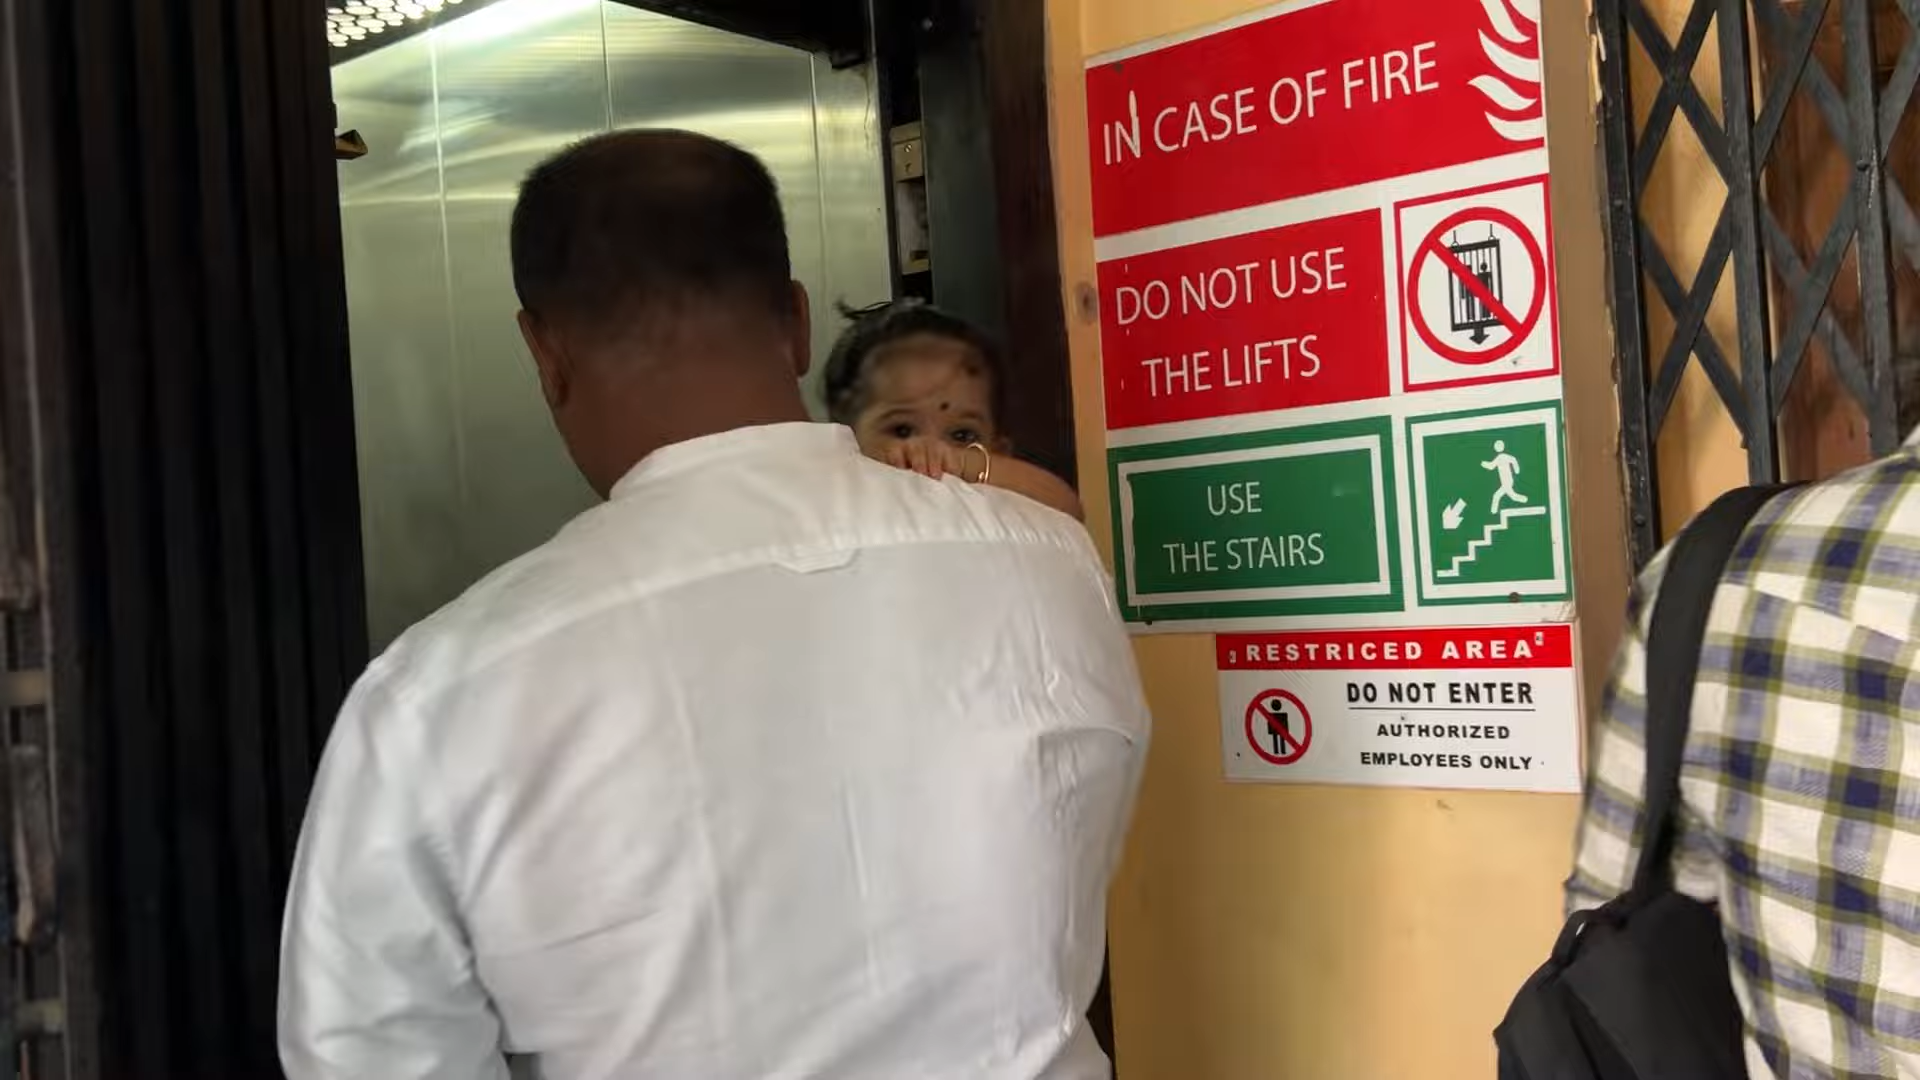 IN CASE OF FIRE
DO NOT USE
THE LIFTS
USE
THE STAIRS
RESTRICED AREA
DO NOT ENTER
AUTHORIZED
EMPLOYEES ONLY